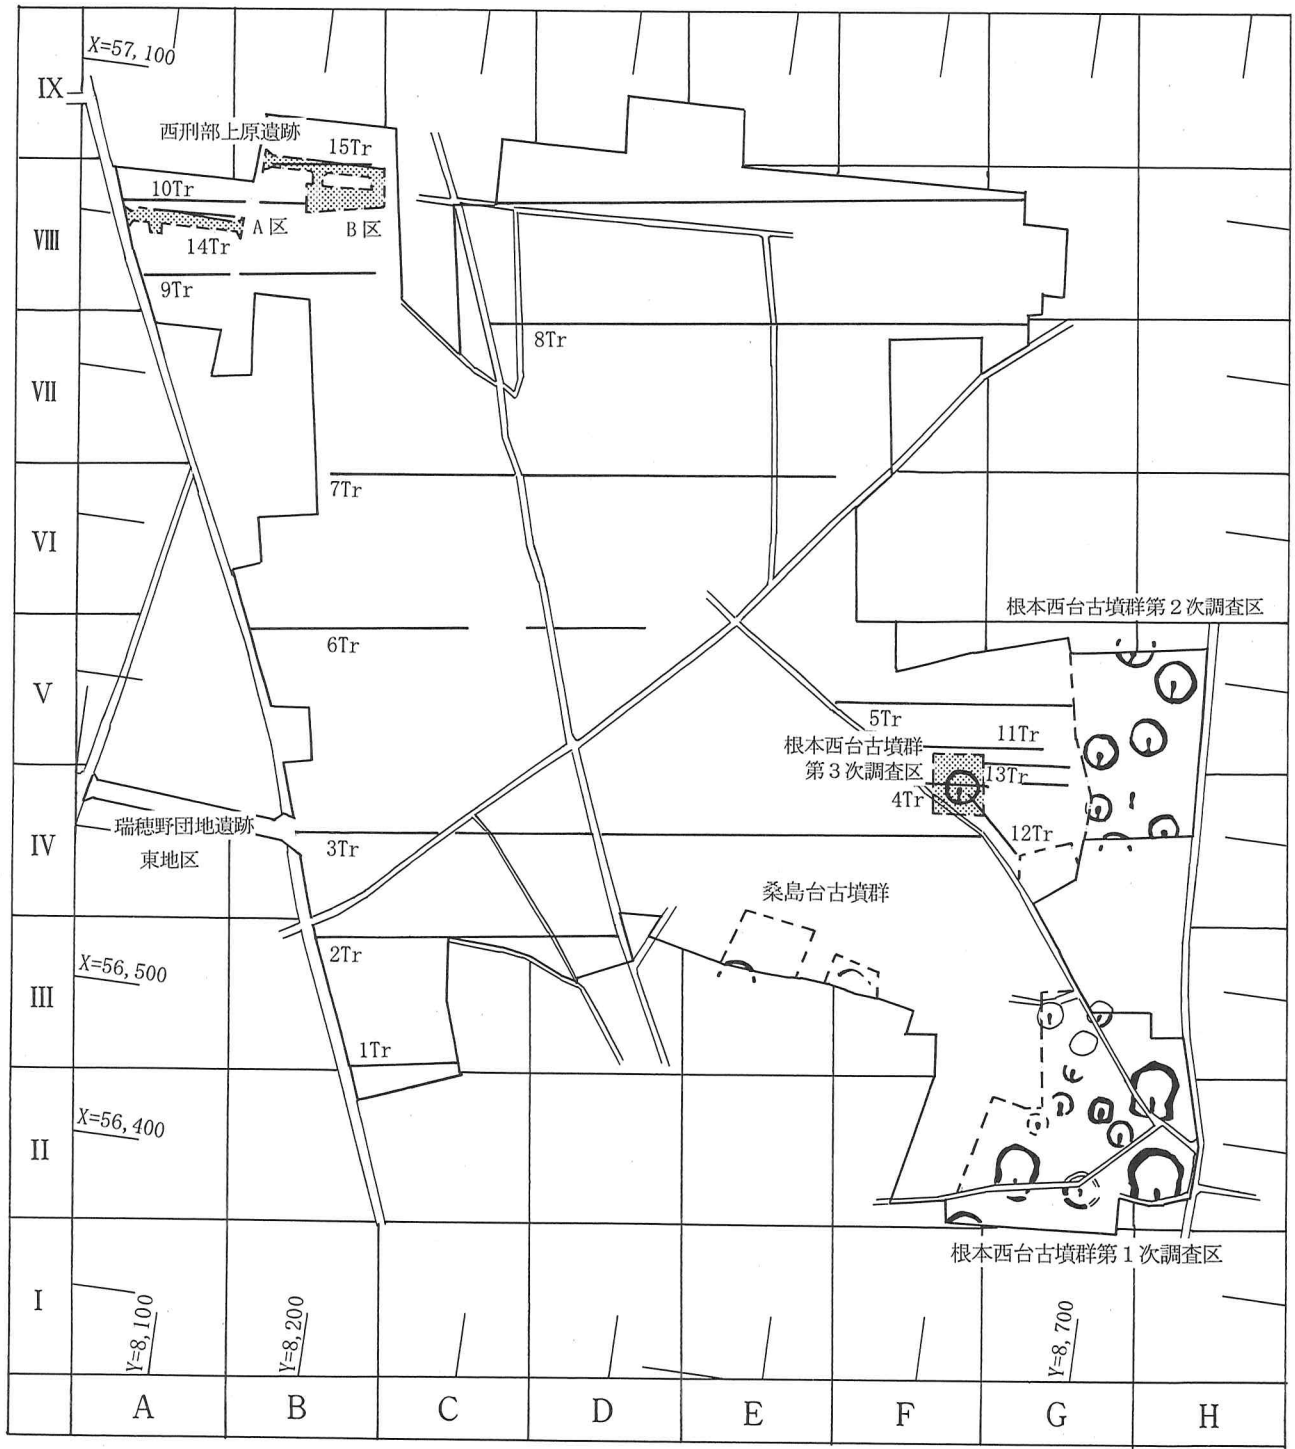 X=57,100
IX
西刑部上原遺跡
15Tr
10Tr
A区
B区
VIII
14Tr
9Tr
8Tr
VII
7Tr
VI
根本西台古墳群第2次調査区
6Tr
V
5Tr
11Tr
根本西台古墳群
第3次調査区
13Tr
4Tr
瑞穂野団地遺跡
東地区
12Tr
IV
3Tr
桑島台古墳群
2Tr
X=56,500
III
1Tr
X=56,400
II
根本西台古墳群第1次調査区
I
Y=8,100
Y=8,200
Y=8,700
A
B
C
D
E
F
G
H